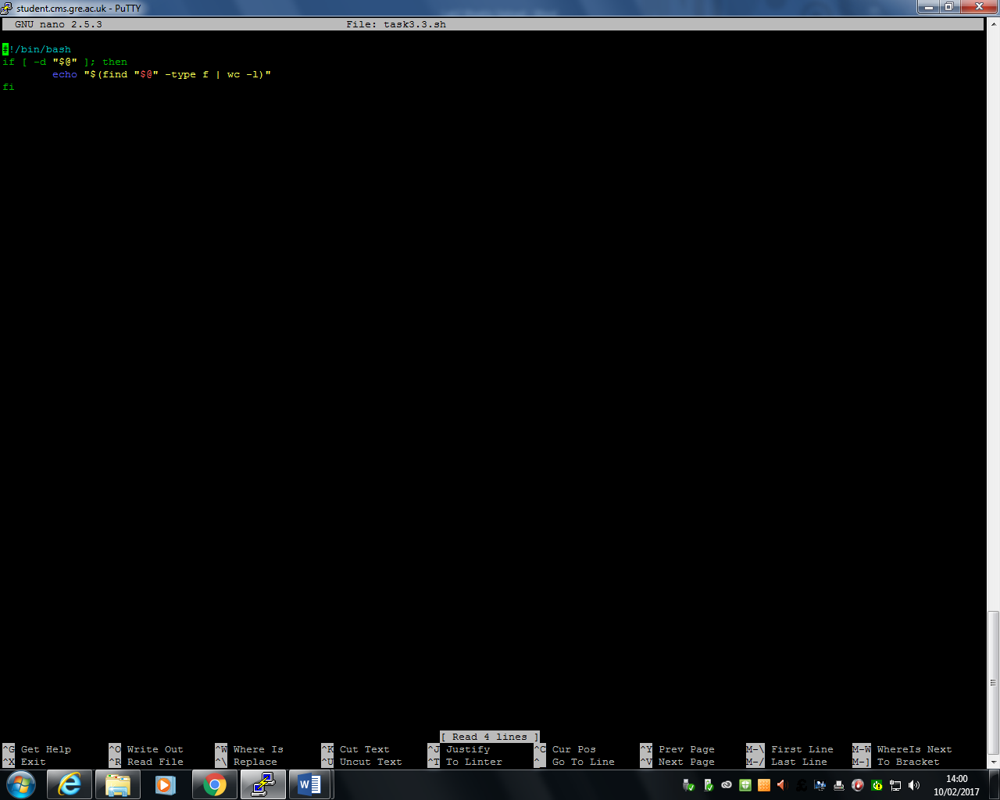 student.cms.gre.ac.uk - PuTTY
GNU nano 2.5.3 File: task3.3.sh
#!/bin/bash
if [ -d "$@" ]; then
echo "$(find "$@" -type f | wc -l)"
fi
[ Read 4 lines ]
^G Get Help ^O Write Out ^W Where Is ^K Cut Text ^J Justify ^C Cur Pos ^Y Prev Page M-\ First Line M-W WhereIs Next
^X Exit ^R Read File ^\ Replace ^U Uncut Text ^T To Linter ^_ Go To Line ^V Next Page M-/ Last Line M-] To Bracket
14:00
10/02/2017